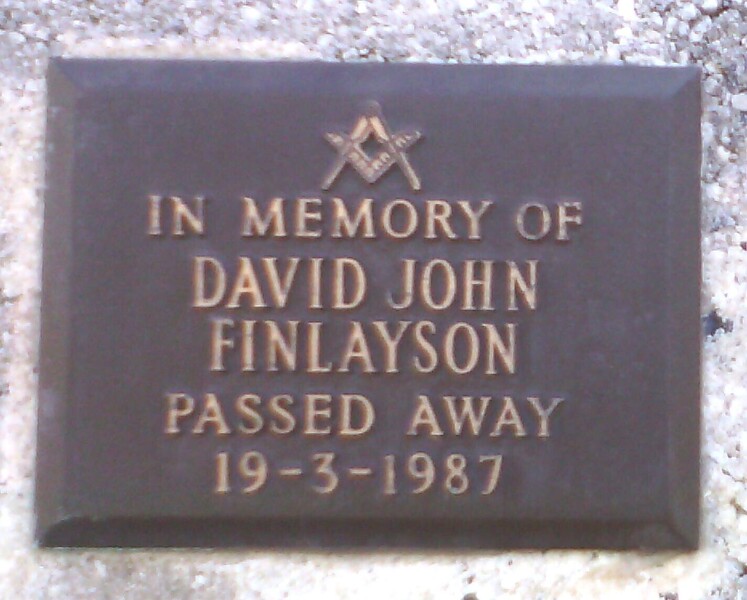 IN MEMORY OF
DAVID JOHN
FINLAYSON
PASSED AWAY
19-3-1987